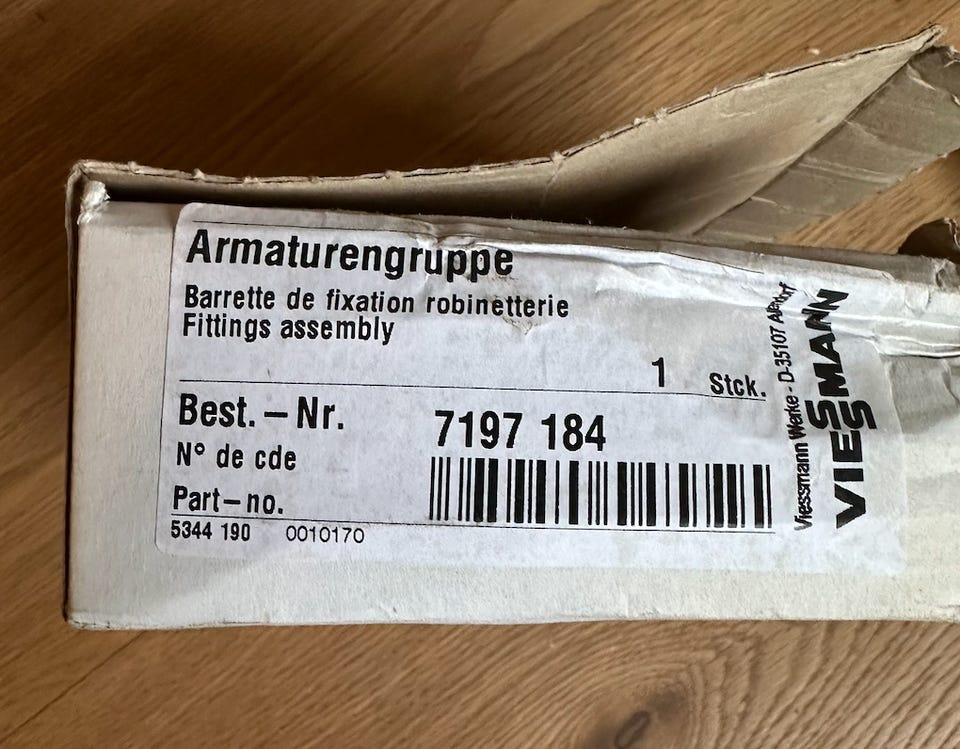 Armaturengruppe
Barrette de fixation robinetterie
Fittings assembly
1 Stck.
Best. – Nr. 7197 184
N° de cde
Part – no.
5344 190 0010170
Viessmann Werke - D-35107 Allendorf
VIESSMANN